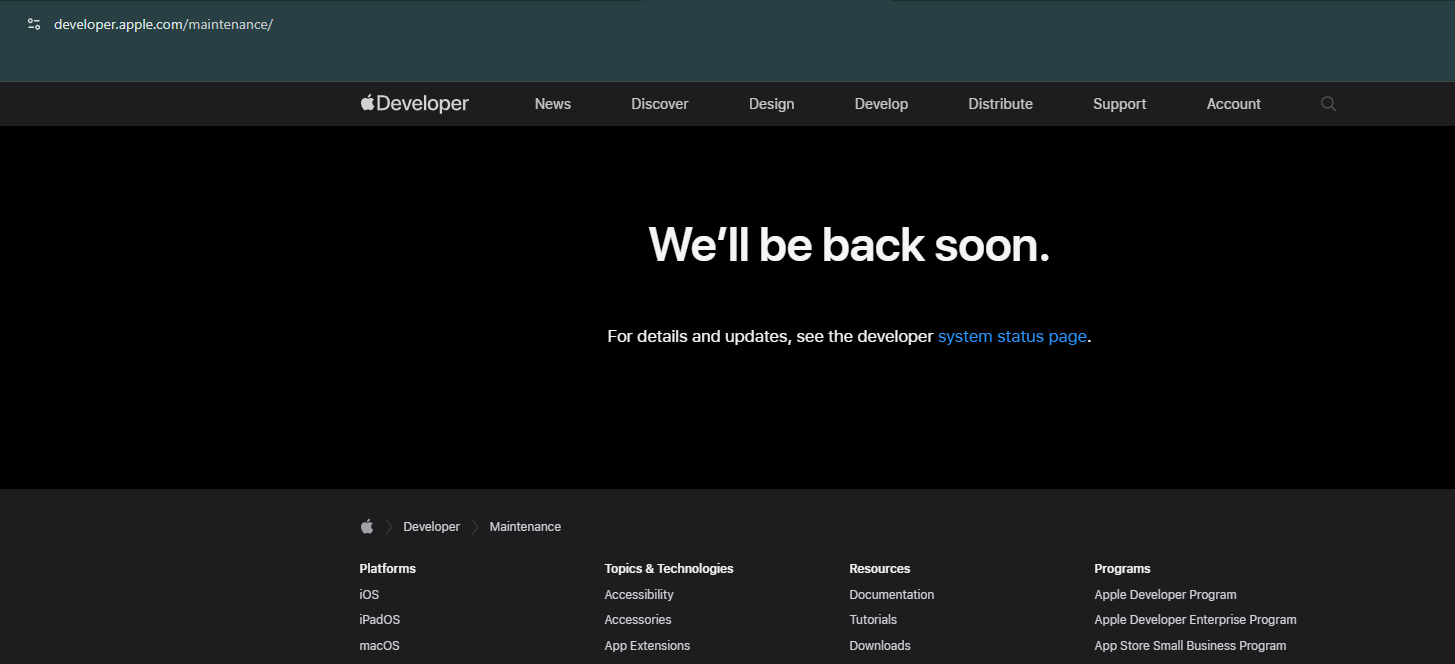 developer.apple.com/maintenance/
Developer News Discover Design Develop Distribute Support Account
We’ll be back soon.
For details and updates, see the developer system status page.
Developer Maintenance
Platforms Topics & Technologies Resources Programs
iOS Accessibility Documentation Apple Developer Program
iPadOS Accessories Tutorials Apple Developer Enterprise Program
macOS App Extensions Downloads App Store Small Business Program